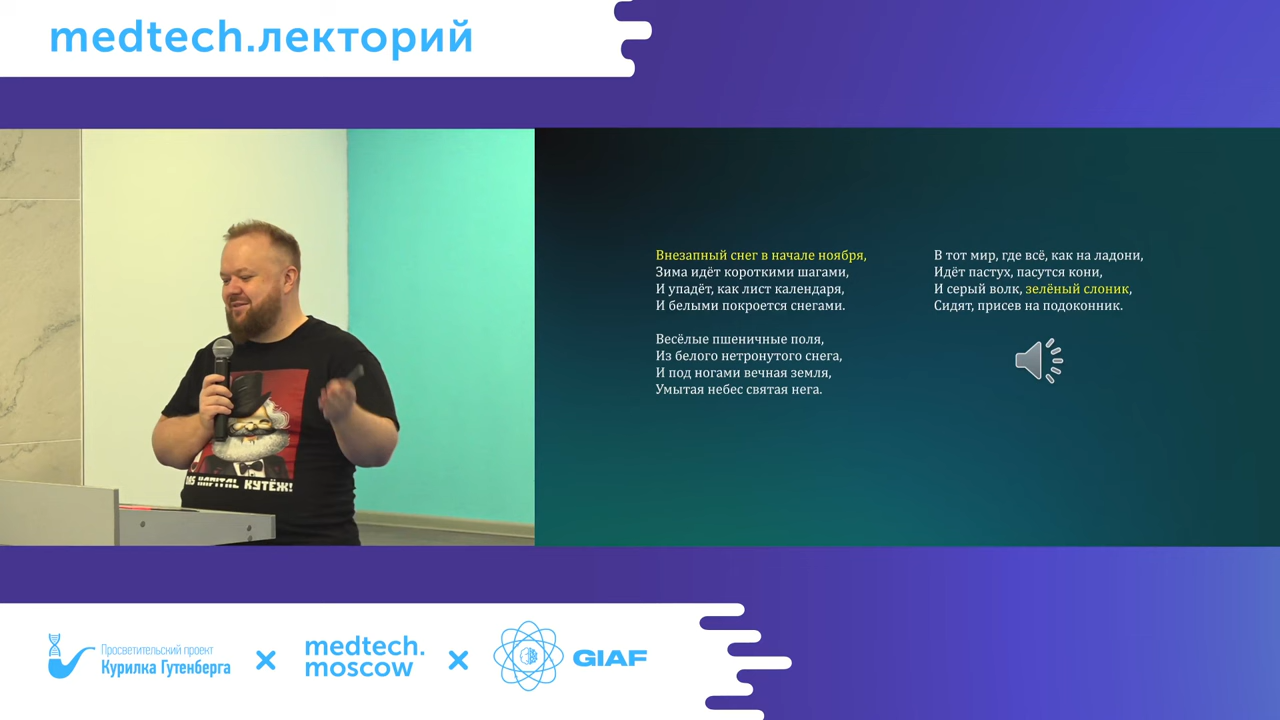 medtech.лекторий
Внезапный снег в начале ноября,
Зима идёт короткими шагами,
И упадёт, как лист календаря,
И белыми покроется снегами.
Весёлые пшеничные поля,
Из белого нетронутого снега,
И под ногами вечная земля,
Умытая небес святая нега.
В тот мир, где всё, как на ладони,
Идёт пастух, пасутся кони,
И серый волк, зелёный слоник,
Сидят, присев на подоконник.
DAS KAPITAL КУТЁЖ!
Просветительский проект
Курилка Гутенберга
medtech.
moscow
GIAF